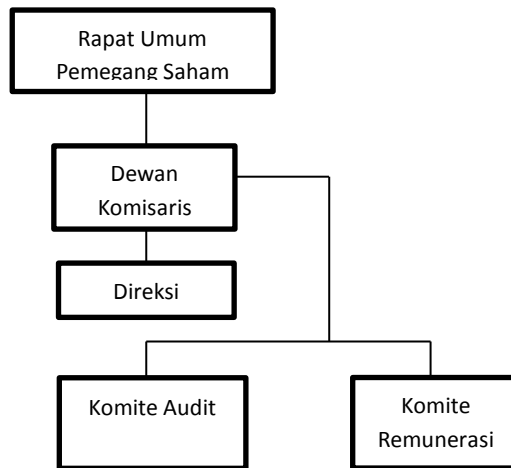 Rapat Umum
Pemegang Saham
Dewan
Komisaris
Direksi
Komite Audit
Komite
Remunerasi